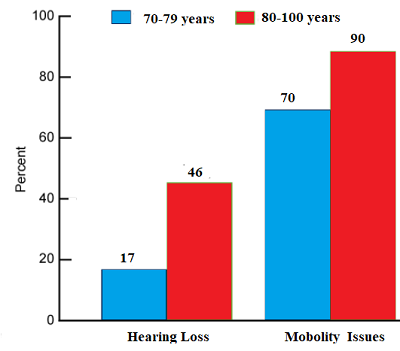 100
70-79 years
80-100 years
90
80
70
60
46
40
20
17
0
Percent
Hearing Loss
Mobolity Issues